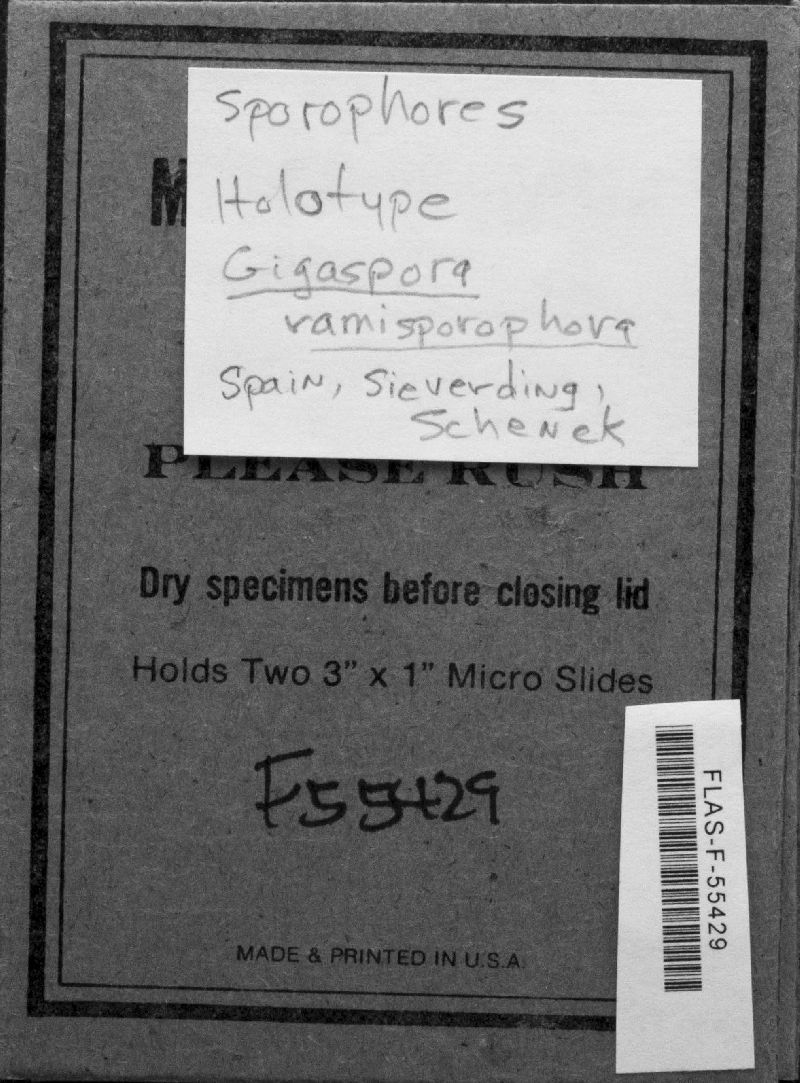 Sporophores
Holotype
Gigaspora
ramisporophora
Spain, Sieverding,
Schenck
PLEASE RUSH
Dry specimens before closing lid
Holds Two 3” x 1” Micro Slides
F55429
FLAS-F-55429
MADE & PRINTED IN U.S.A.